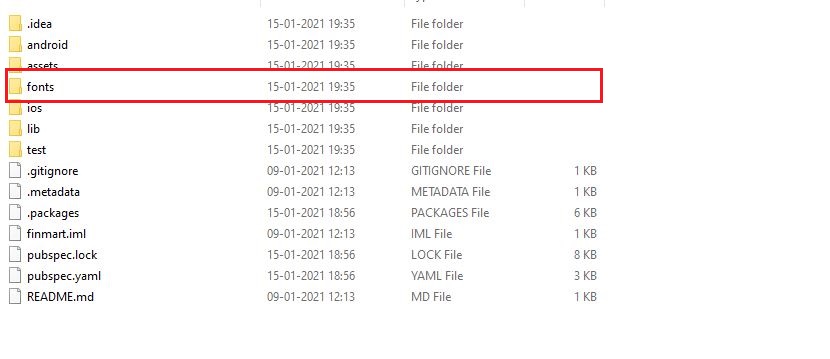 .idea 15-01-2021 19:35 File folder
android 15-01-2021 19:35 File folder
assets 15-01-2021 19:35 File folder
fonts 15-01-2021 19:35 File folder
ios 15-01-2021 19:35 File folder
lib 15-01-2021 19:35 File folder
test 15-01-2021 19:35 File folder
.gitignore 09-01-2021 12:13 GITIGNORE File 1 KB
.metadata 09-01-2021 12:13 METADATA File 1 KB
.packages 15-01-2021 18:56 PACKAGES File 6 KB
finmart.iml 09-01-2021 12:13 IML File 1 KB
pubspec.lock 15-01-2021 18:56 LOCK File 8 KB
pubspec.yaml 15-01-2021 18:56 YAML File 3 KB
README.md 09-01-2021 12:13 MD File 1 KB